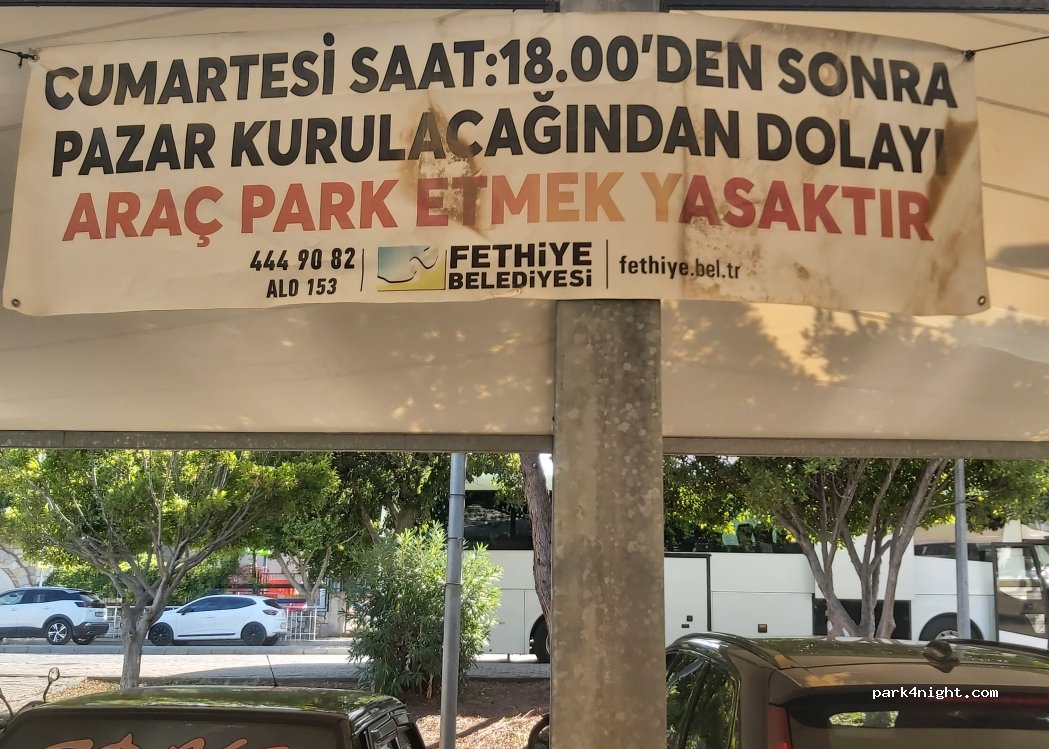 CUMARTESİ SAAT:18.00'DEN SONRA
PAZAR KURULACAĞINDAN DOLAYI
ARAÇ PARK ETMEK YASAKTIR
444 90 82
ALO 153
FETHİYE
BELEDİYESİ
fethiye.bel.tr
park4night.com